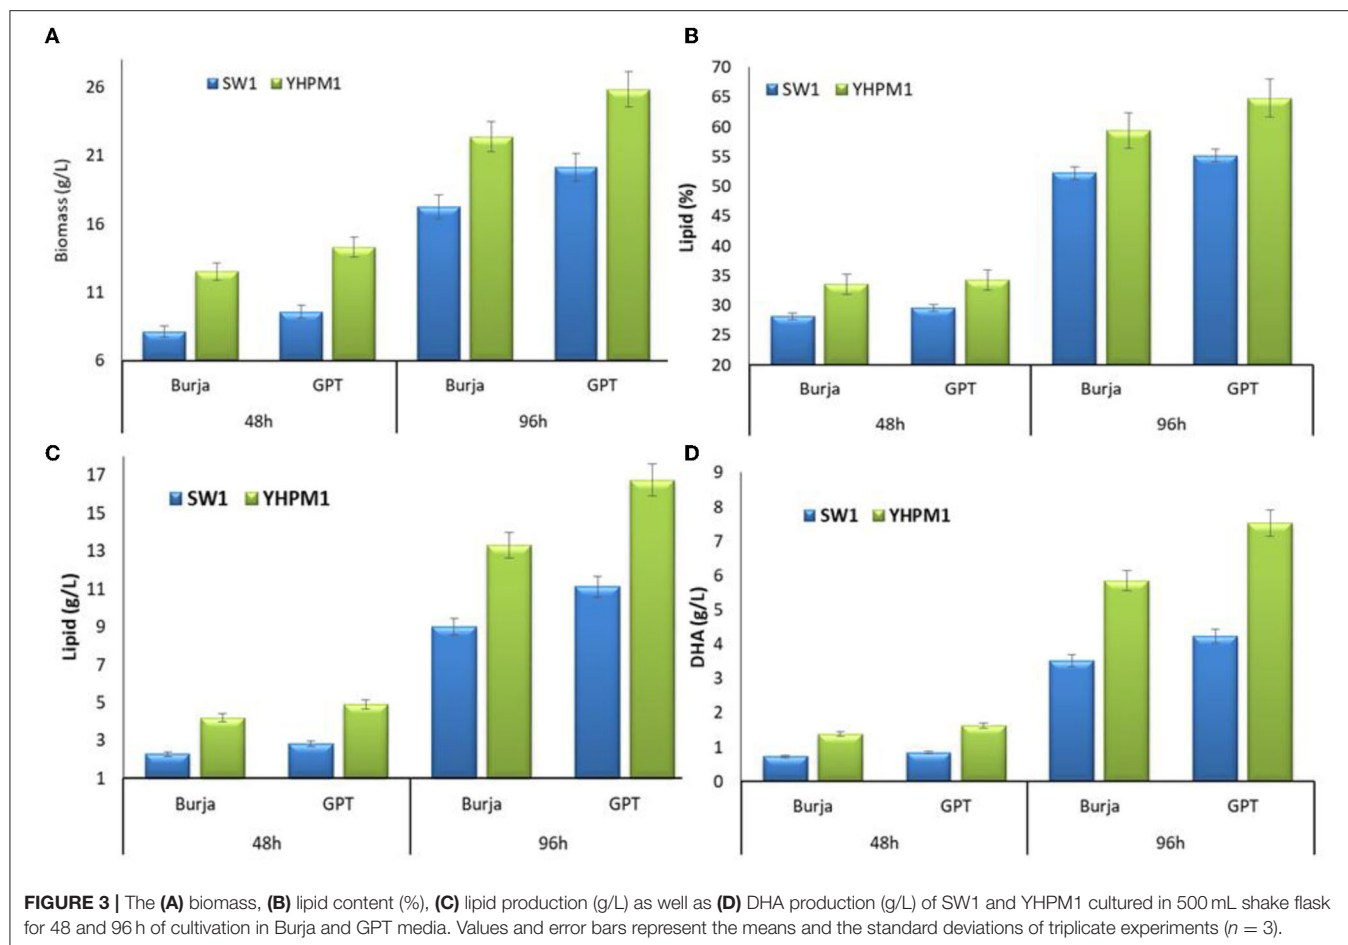 A
SW1 YHPM1
Biomass (g/L)
26
21
16
11
6
Burja GPT Burja GPT
48h 96h
B
SW1 YHPM1
Lipid (%)
70
65
60
55
50
45
40
35
30
25
20
Burja GPT Burja GPT
48h 96h
C
SW1 YHPM1
Lipid (g/L)
17
15
13
11
9
7
5
3
1
Burja GPT Burja GPT
48h 96h
D
SW1 YHPM1
DHA (g/L)
9
8
7
6
5
4
3
2
1
0
Burja GPT Burja GPT
48h 96h
FIGURE 3 | The (A) biomass, (B) lipid content (%), (C) lipid production (g/L) as well as (D) DHA production (g/L) of SW1 and YHPM1 cultured in 500 mL shake flask
for 48 and 96 h of cultivation in Burja and GPT media. Values and error bars represent the means and the standard deviations of triplicate experiments (n = 3).